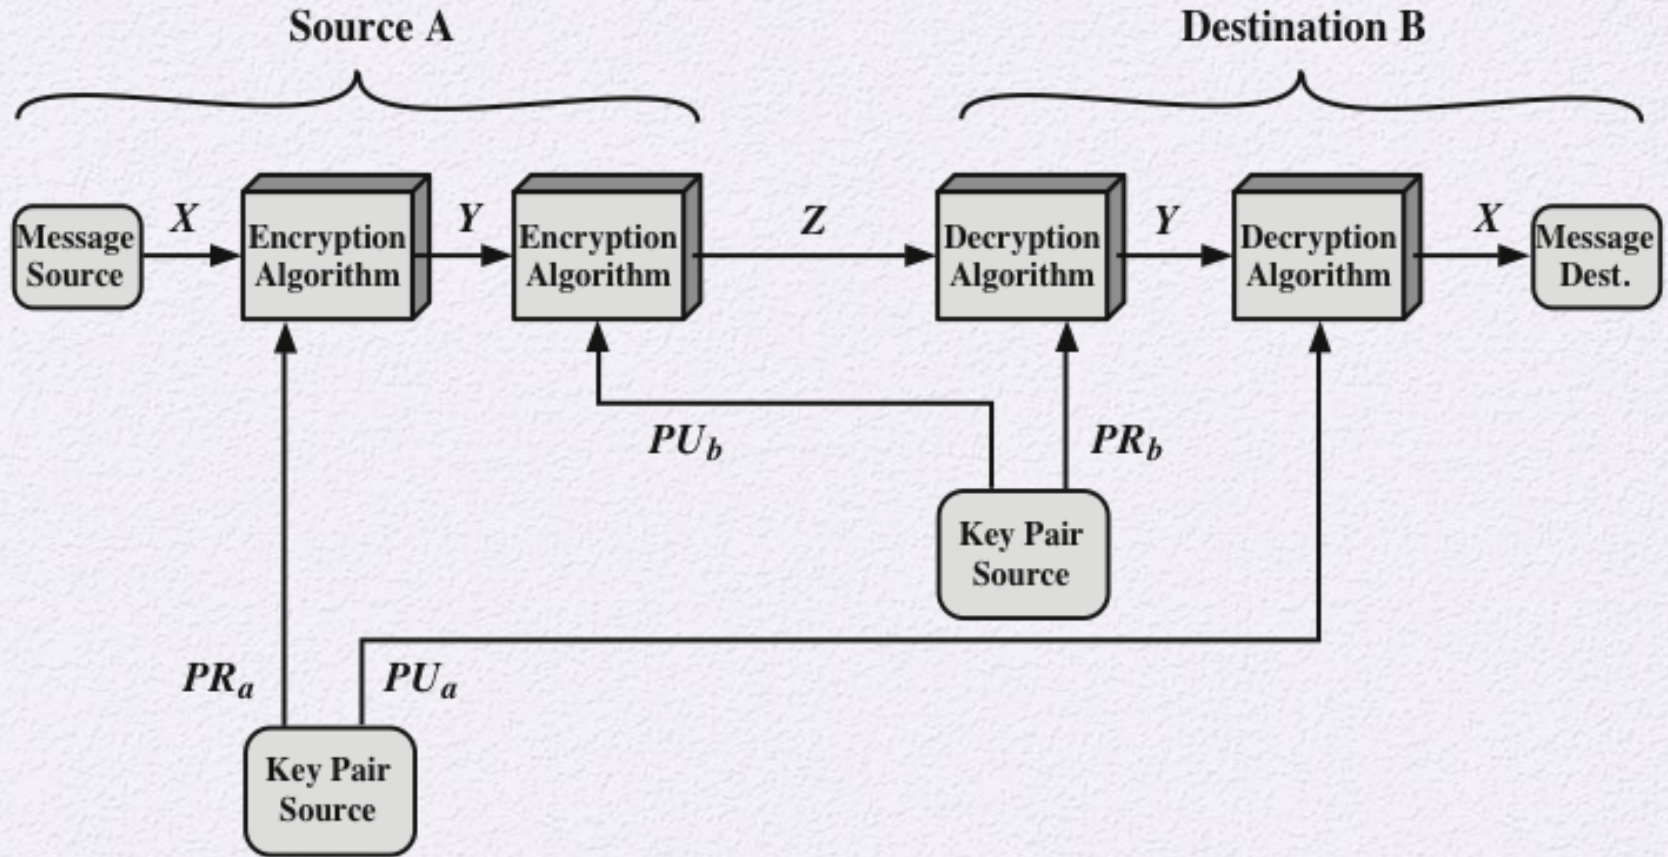 Source A
Destination B
Message
Source
X
Encryption
Algorithm
Y
Encryption
Algorithm
Z
Decryption
Algorithm
Y
Decryption
Algorithm
X
Message
Dest.
PUb
PRb
Key Pair
Source
PRa
PUa
Key Pair
Source